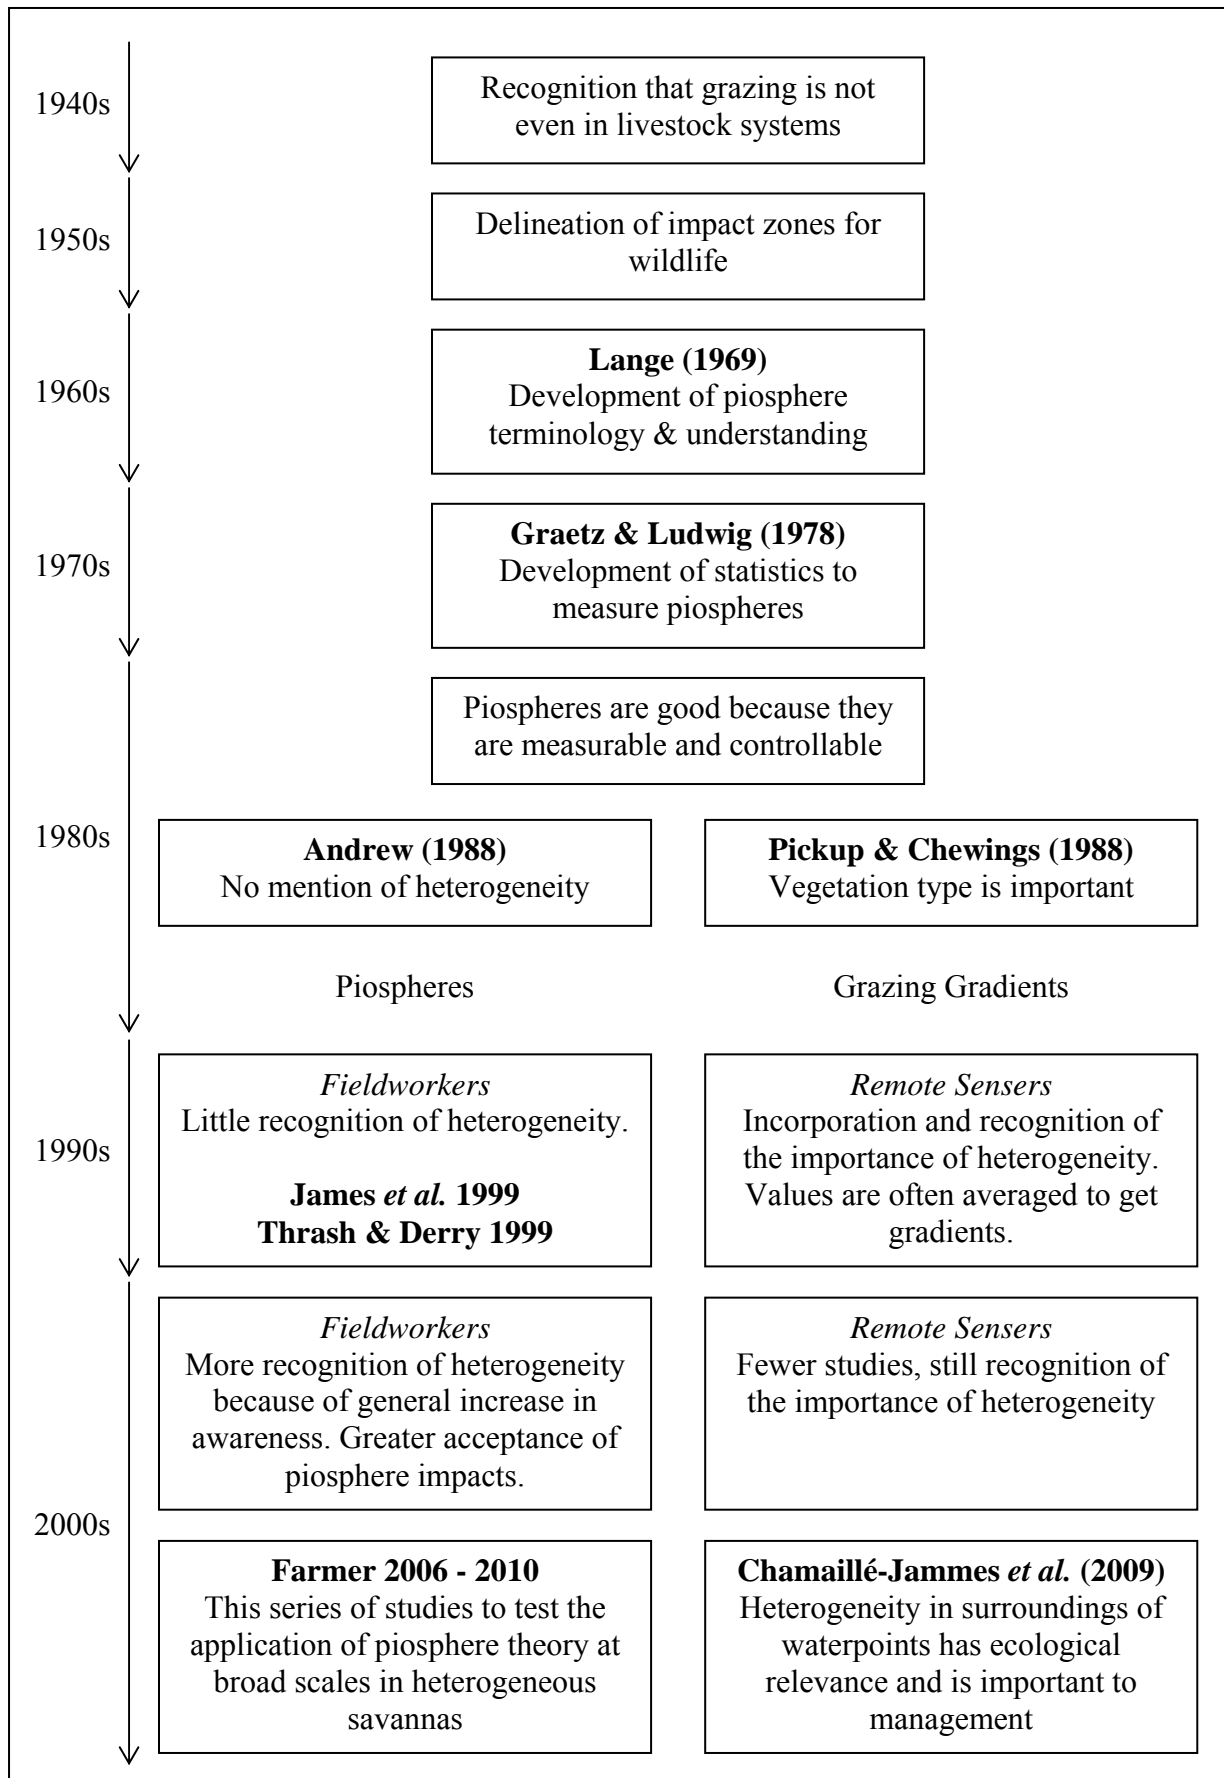 1940s
Recognition that grazing is not
even in livestock systems
1950s
Delineation of impact zones for
wildlife
1960s
Lange (1969)
Development of piosphere
terminology & understanding
1970s
Graetz & Ludwig (1978)
Development of statistics to
measure piospheres
1980s
Piospheres are good because they
are measurable and controllable
Andrew (1988)
No mention of heterogeneity
Pickup & Chewings (1988)
Vegetation type is important
Piospheres
Grazing Gradients
1990s
Fieldworkers
Little recognition of heterogeneity.
James et al. 1999
Thrash & Derry 1999
Remote Sensers
Incorporation and recognition of
the importance of heterogeneity.
Values are often averaged to get
gradients.
2000s
Fieldworkers
More recognition of heterogeneity
because of general increase in
awareness. Greater acceptance of
piosphere impacts.
Remote Sensers
Fewer studies, still recognition of
the importance of heterogeneity
Farmer 2006 - 2010
This series of studies to test the
application of piosphere theory at
broad scales in heterogeneous
savannas
Chamaillé-Jammes et al. (2009)
Heterogeneity in surroundings of
waterpoints has ecological
relevance and is important to
management